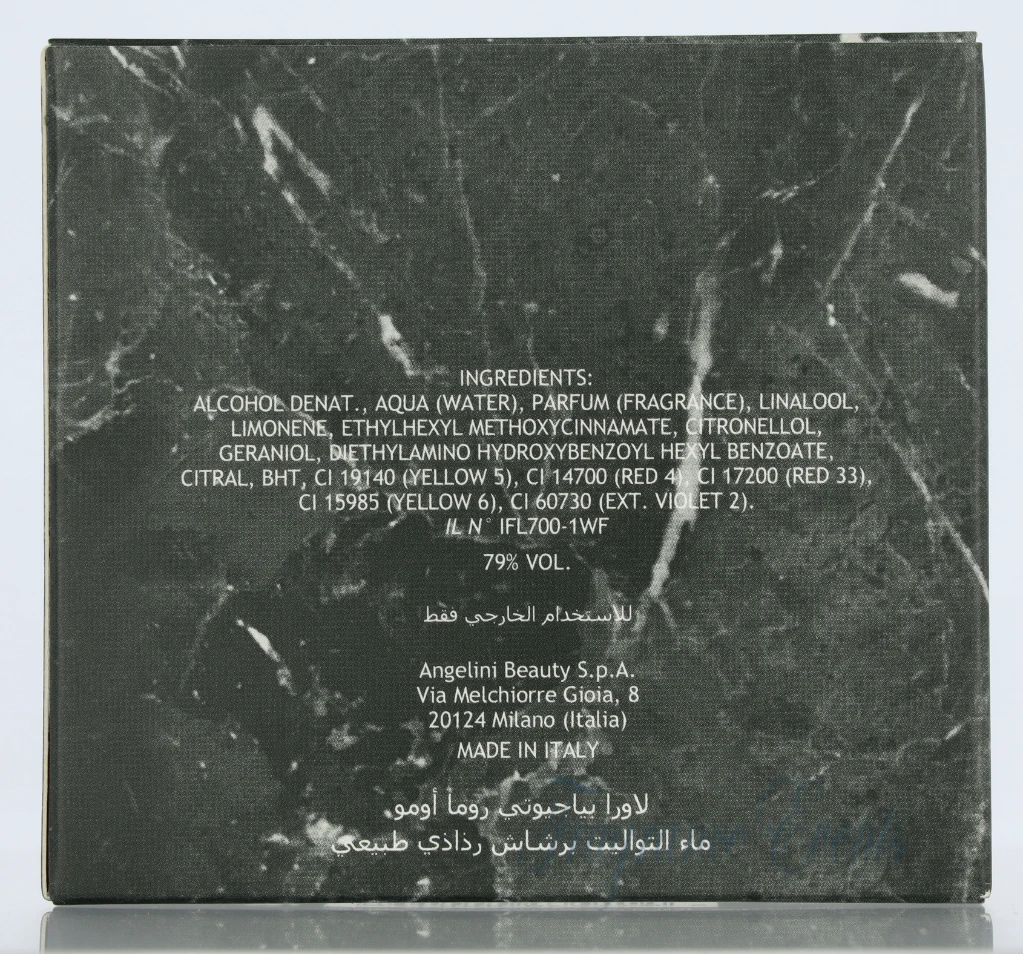 INGREDIENTS:
ALCOHOL DENAT., AQUA (WATER), PARFUM (FRAGRANCE), LINALOOL,
LIMONENE, ETHYLHEXYL METHOXYCINNAMATE, CITRONELLOL,
GERANIOL, DIETHYLAMINO HYDROXYBENZOYL HEXYL BENZOATE,
CITRAL, BHT, CI 19140 (YELLOW 5), CI 14700 (RED 4), CI 17200 (RED 33),
CI 15985 (YELLOW 6), CI 60730 (EXT. VIOLET 2).
IL N° IFL700-1WF
79% VOL.
للاستخدام الخارجي فقط
Angelini Beauty S.p.A.
Via Melchiorre Gioia, 8
20124 Milano (Italia)
MADE IN ITALY
لاورا بياجيوتي روما أومو
ماء التواليت برشاش رذاذي طبيعي